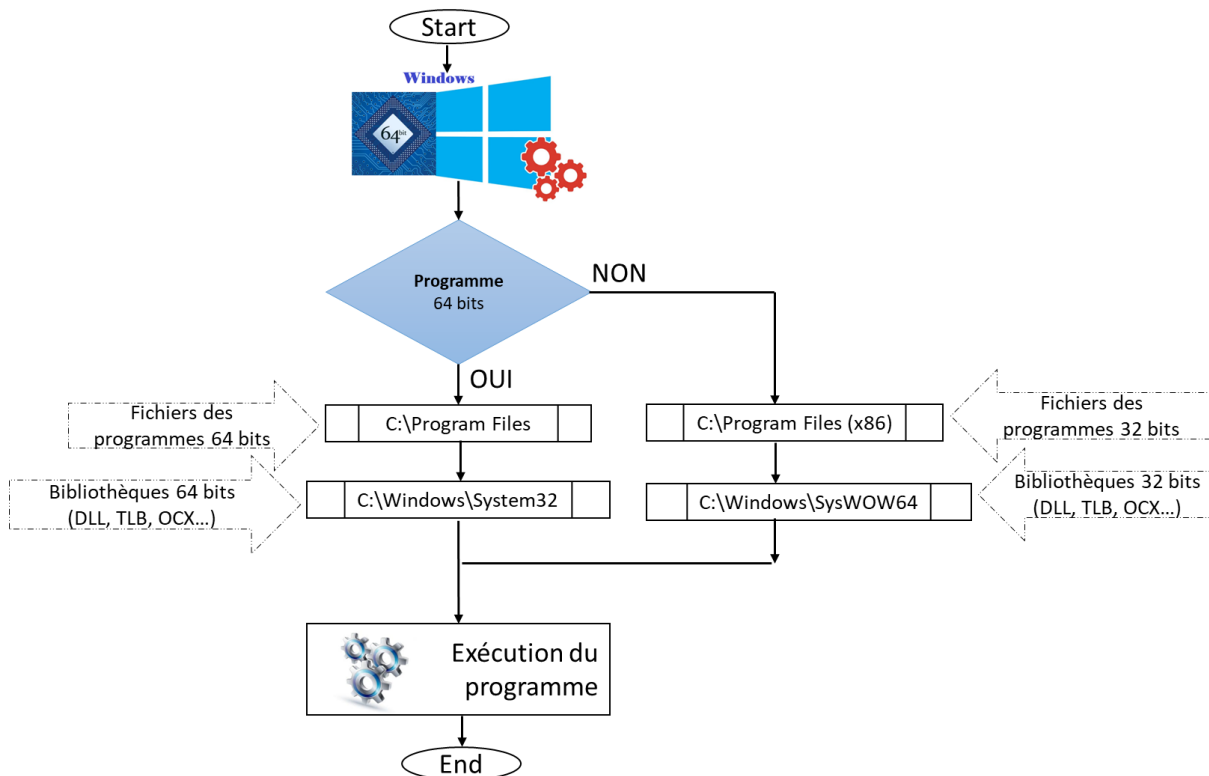 Start
Windows
64bit
Programme
64 bits
NON
OUI
Fichiers des
programmes 64 bits
C:\Program Files
C:\Program Files (x86)
Fichiers des
programmes 32 bits
Bibliothèques 64 bits
(DLL, TLB, OCX...)
C:\Windows\System32
C:\Windows\SysWOW64
Bibliothèques 32 bits
(DLL, TLB, OCX...)
Exécution du
programme
End